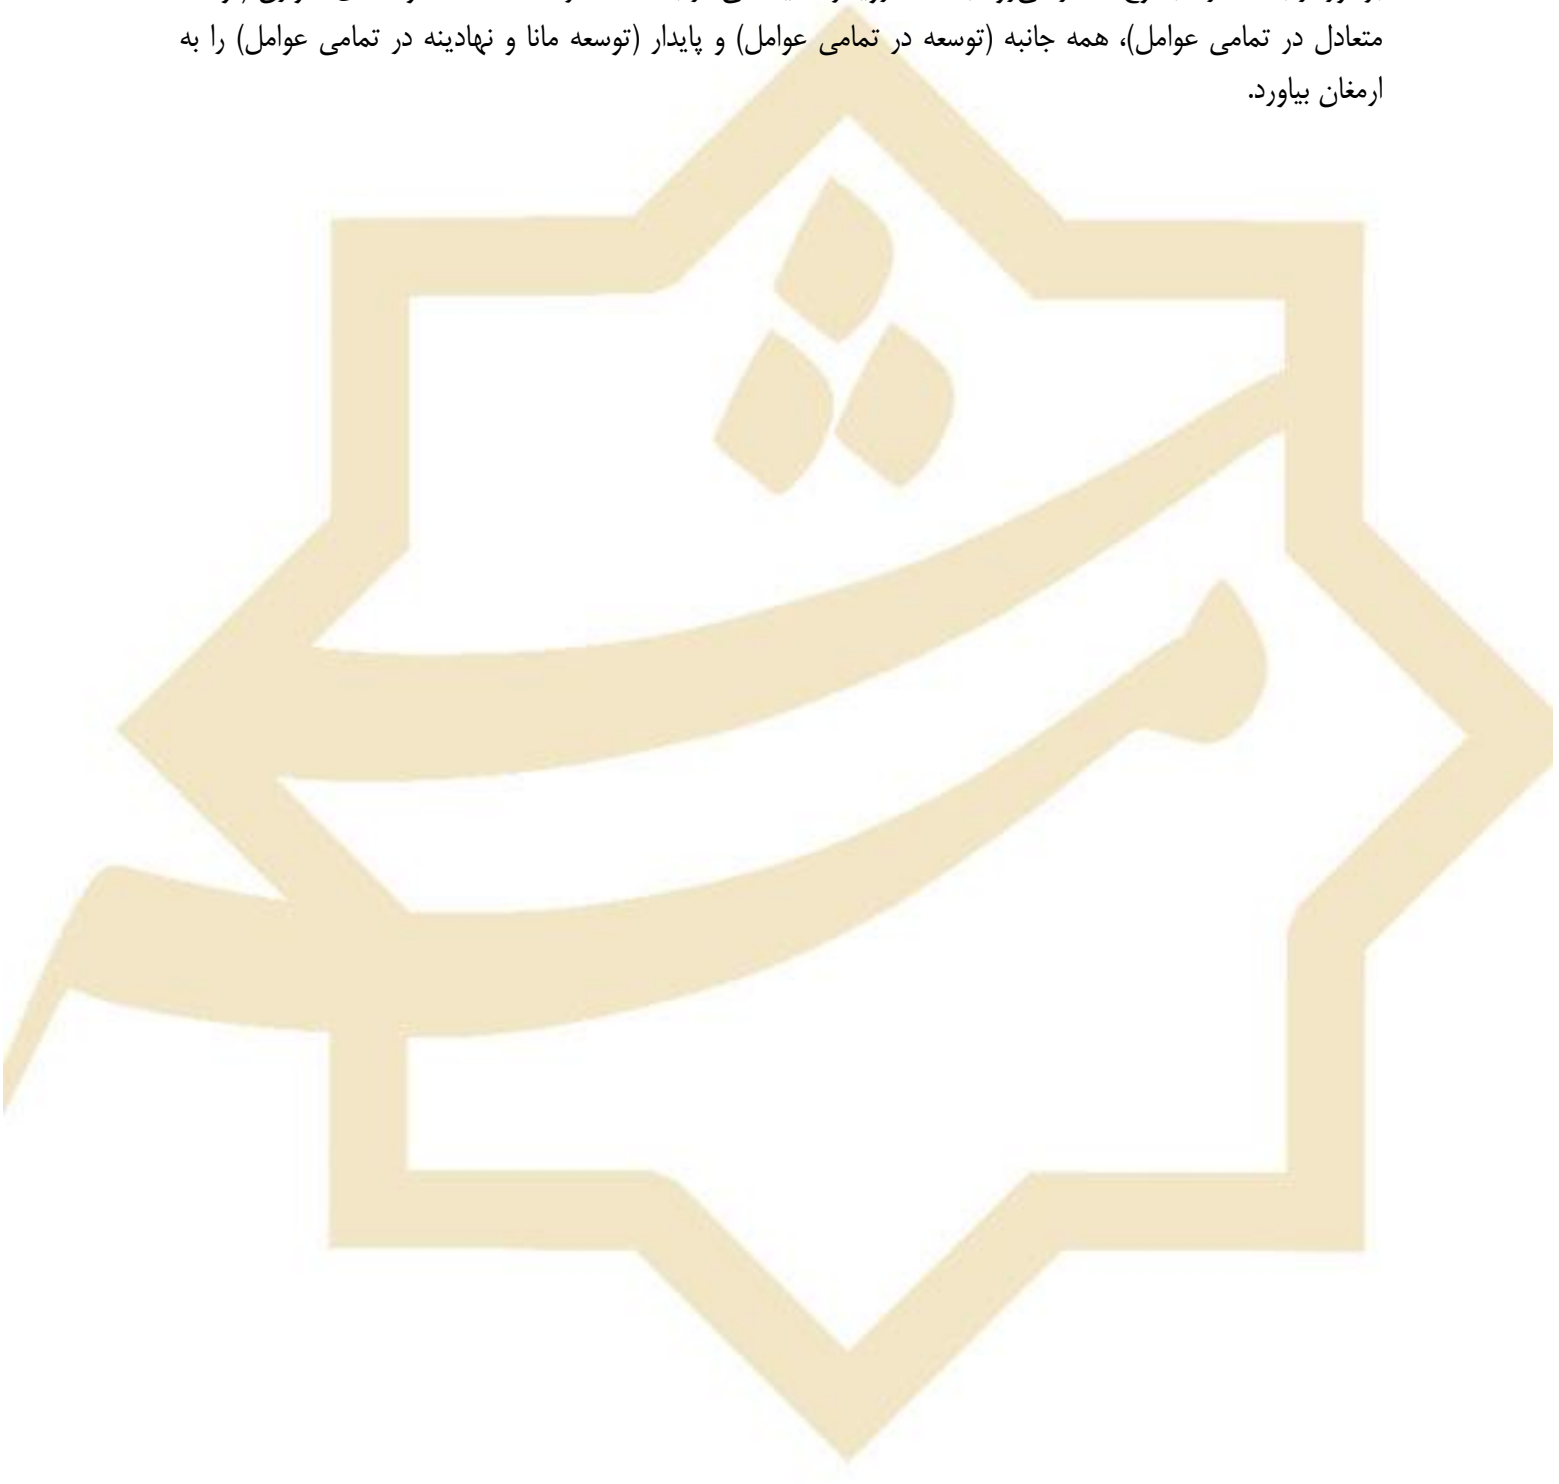 متعادل در تمامی عوامل)، همه جانبه (توسعه در تمامی عوامل) و پایدار (توسعه مانا و نهادینه در تمامی عوامل) را به
ارمغان بیاورد.